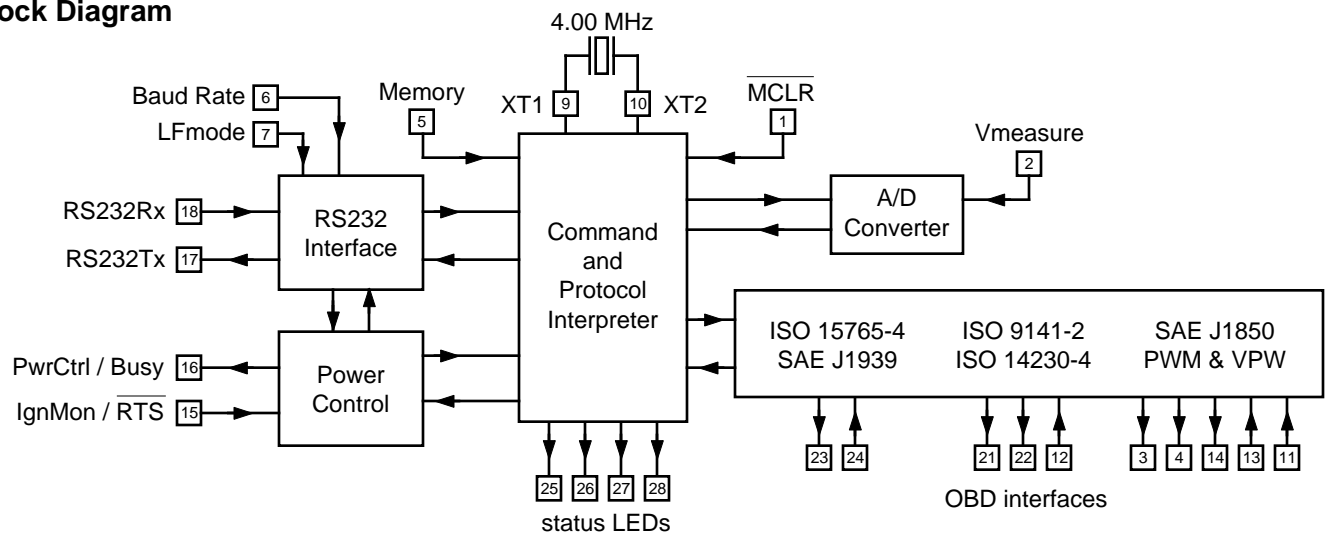 ock Diagram
4.00 MHz
Baud Rate 6
LFmode 7
Memory
5
XT1 9
10 XT2
MCLR
1
Vmeasure
2
RS232Rx 18
RS232Tx 17
RS232
Interface
Command
and
Protocol
Interpreter
A/D
Converter
PwrCtrl / Busy 16
IgnMon / RTS 15
Power
Control
ISO 15765-4 ISO 9141-2 SAE J1850
SAE J1939 ISO 14230-4 PWM & VPW
23 24 21 22 12 3 4 14 13 11
OBD interfaces
25 26 27 28
status LEDs